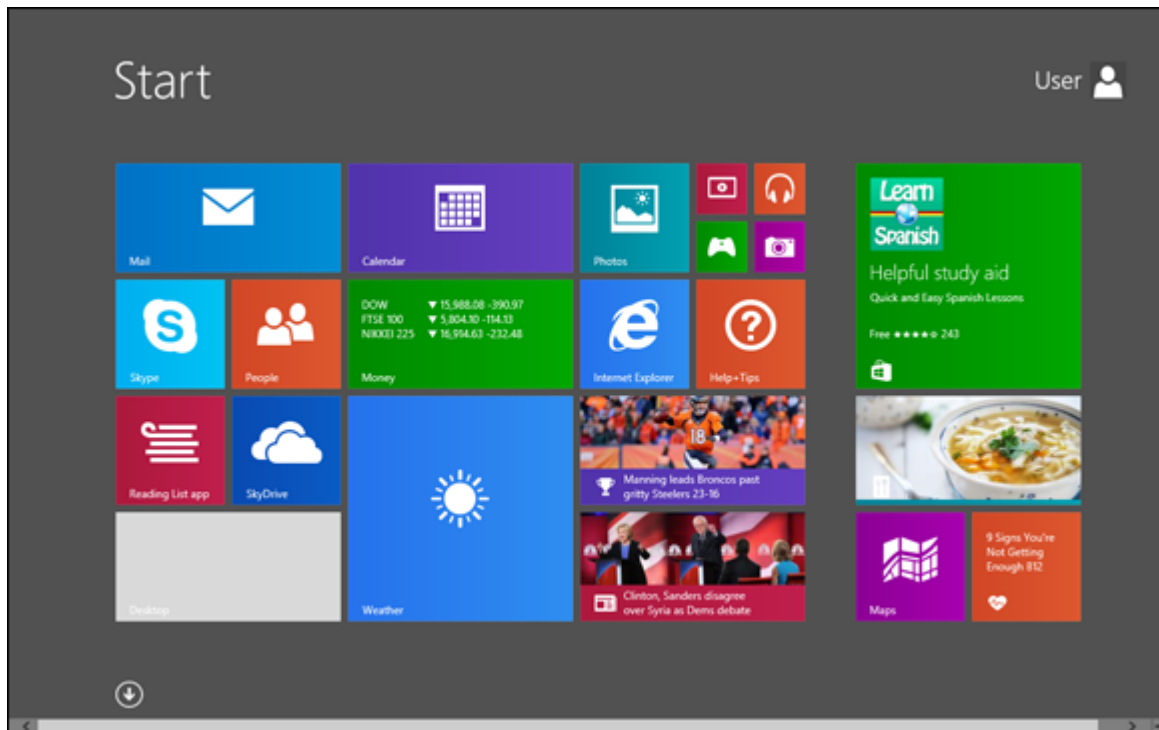 Start
User
Mail
Calendar
Photos
Learn
Spanish
Helpful study aid
Quick and Easy Spanish Lessons
Free ★★★★☆ 243
Skype
People
DOW ▼ 15,988.08 -390.97
FTSE 100 ▼ 5,804.10 -114.13
NIKKEI 225 ▼ 16,914.63 -232.48
Money
Internet Explorer
Help+Tips
Reading List app
SkyDrive
18
Manning leads Broncos past
gritty Steelers 23-16
Desktop
Weather
Clinton, Sanders disagree
over Syria as Dems debate
Maps
9 Signs You're
Not Getting
Enough B12